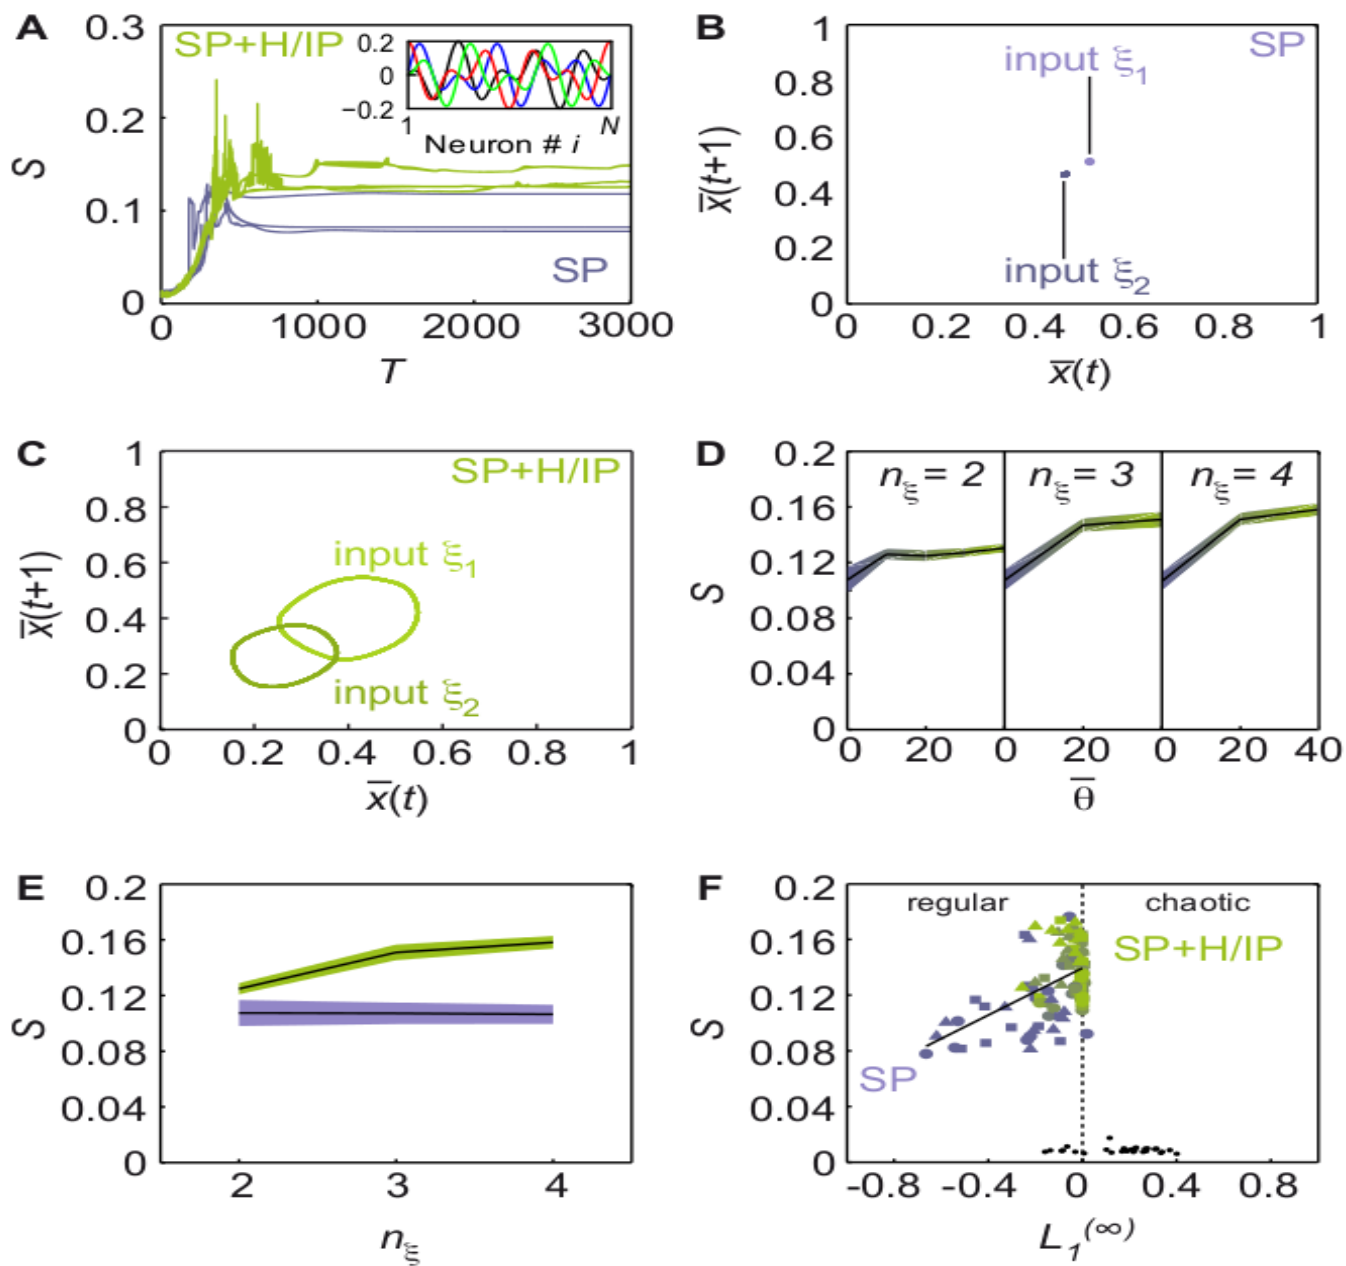 A
0.3
0.2
0.1
0
S
SP+H/IP
0.2
0
−0.2
1
N
Neuron # i
SP
0
1000
2000
3000
T
B
1
0.8
0.6
0.4
0.2
0
x̅(t+1)
SP
input ξ1
input ξ2
0
0.2
0.4
0.6
0.8
1
x̅(t)
C
1
0.8
0.6
0.4
0.2
0
x̅(t+1)
SP+H/IP
input ξ1
input ξ2
0
0.2
0.4
0.6
0.8
1
x̅(t)
D
0.2
0.16
0.12
0.08
0.04
0
S
nξ= 2
nξ= 3
nξ= 4
0
20
0
20
0
20
40
θ̅
E
0.2
0.16
0.12
0.08
0.04
0
S
2
3
4
nξ
F
0.2
0.16
0.12
0.08
0.04
0
S
regular
chaotic
SP+H/IP
SP
-0.8
-0.4
0
0.4
0.8
L1(∞)